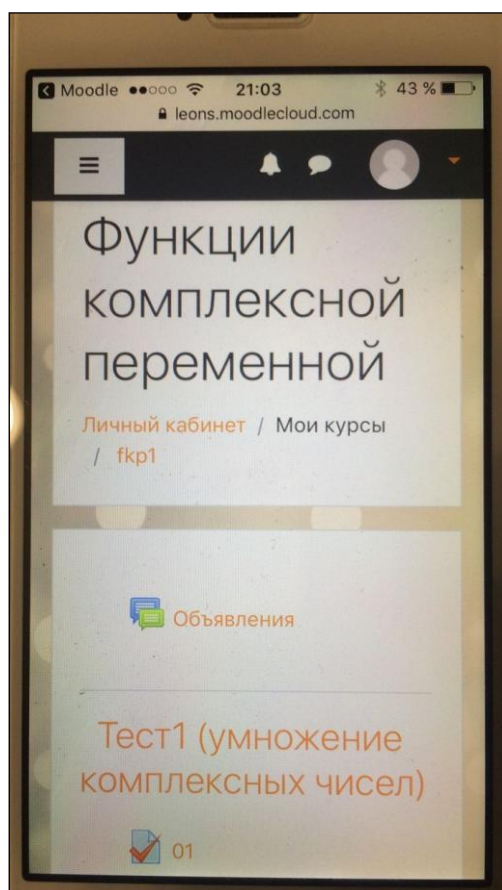 Moodle 21:03 43 %
leons.moodlecloud.com
Функции
комплексной
переменной
Личный кабинет / Мои курсы
/ fkp1
Объявления
Тест1 (умножение
комплексных чисел)
01